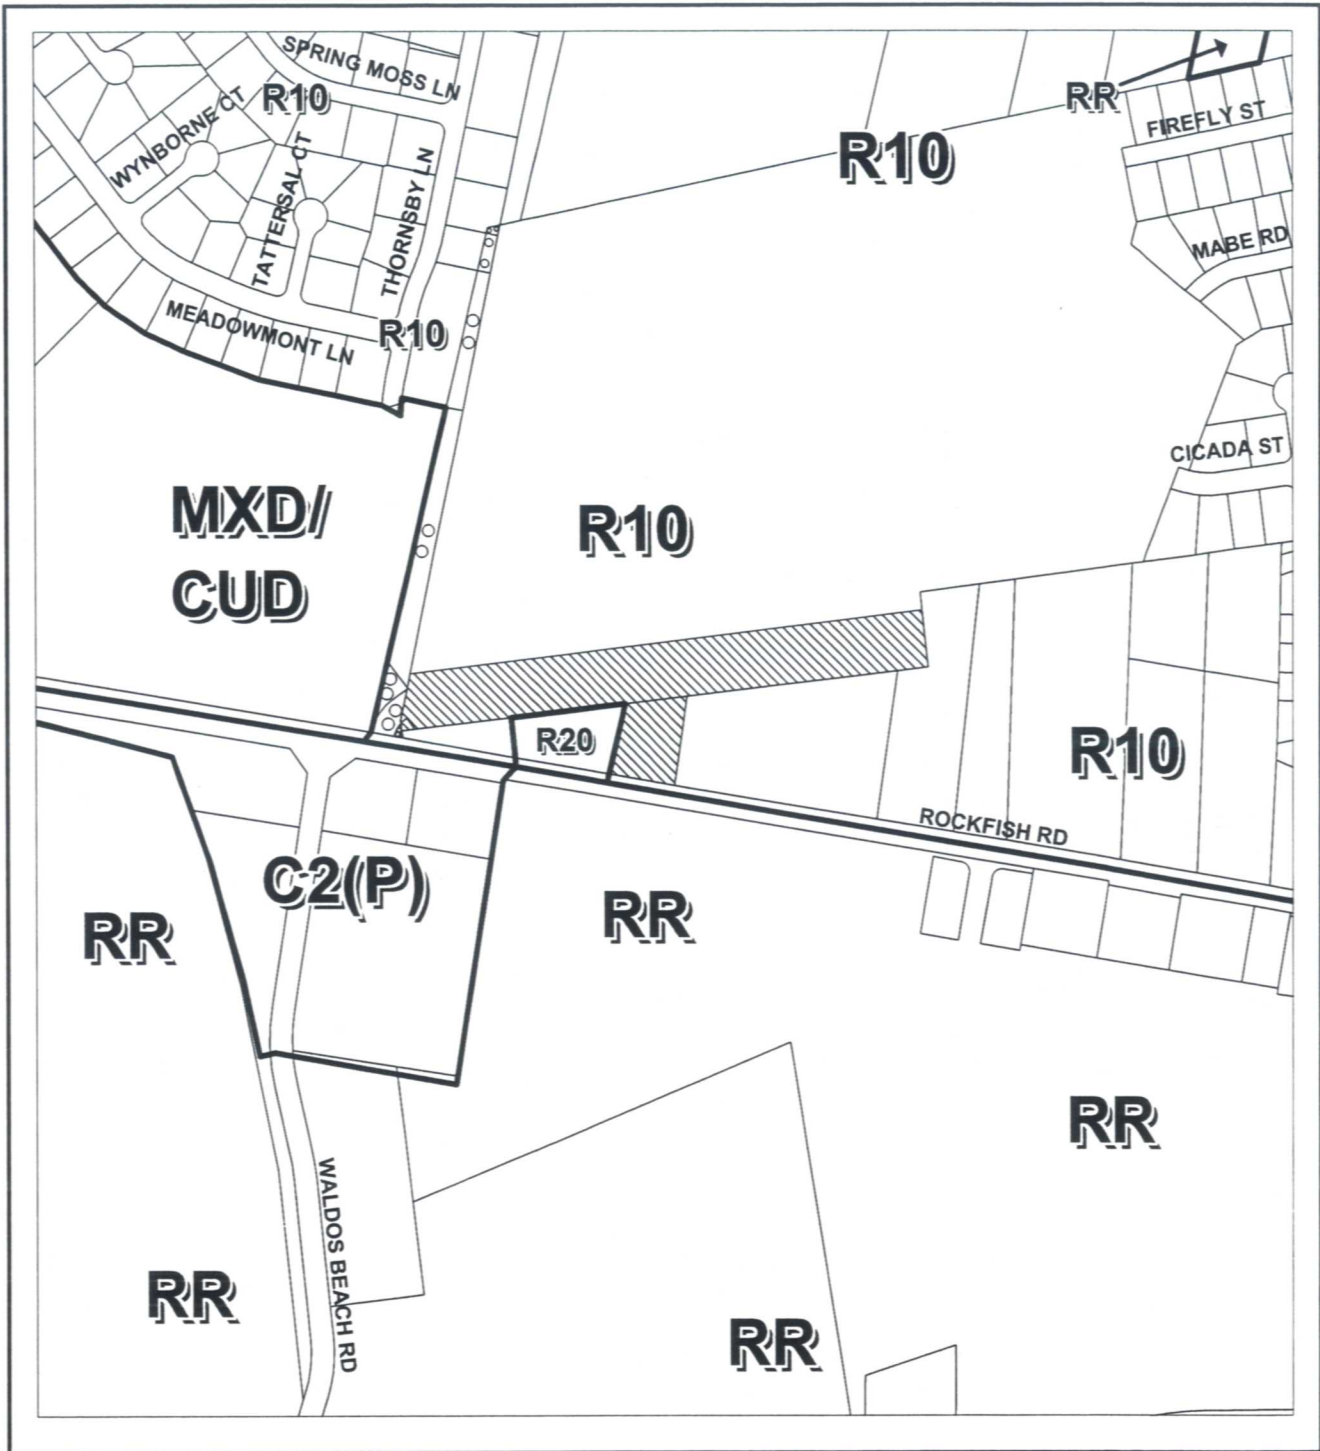 SPRING MOSS LN
R10
WYNBORNE CT
TATTERSAL CT
THORNSBY LN
MEADOWMONT LN
R10
RR
FIREFLY ST
R10
MABE RD
CICADA ST
MXD/
CUD
R10
R20
R10
ROCKFISH RD
C2(P)
RR
RR
RR
WALDOS BEACH RD
RR
RR